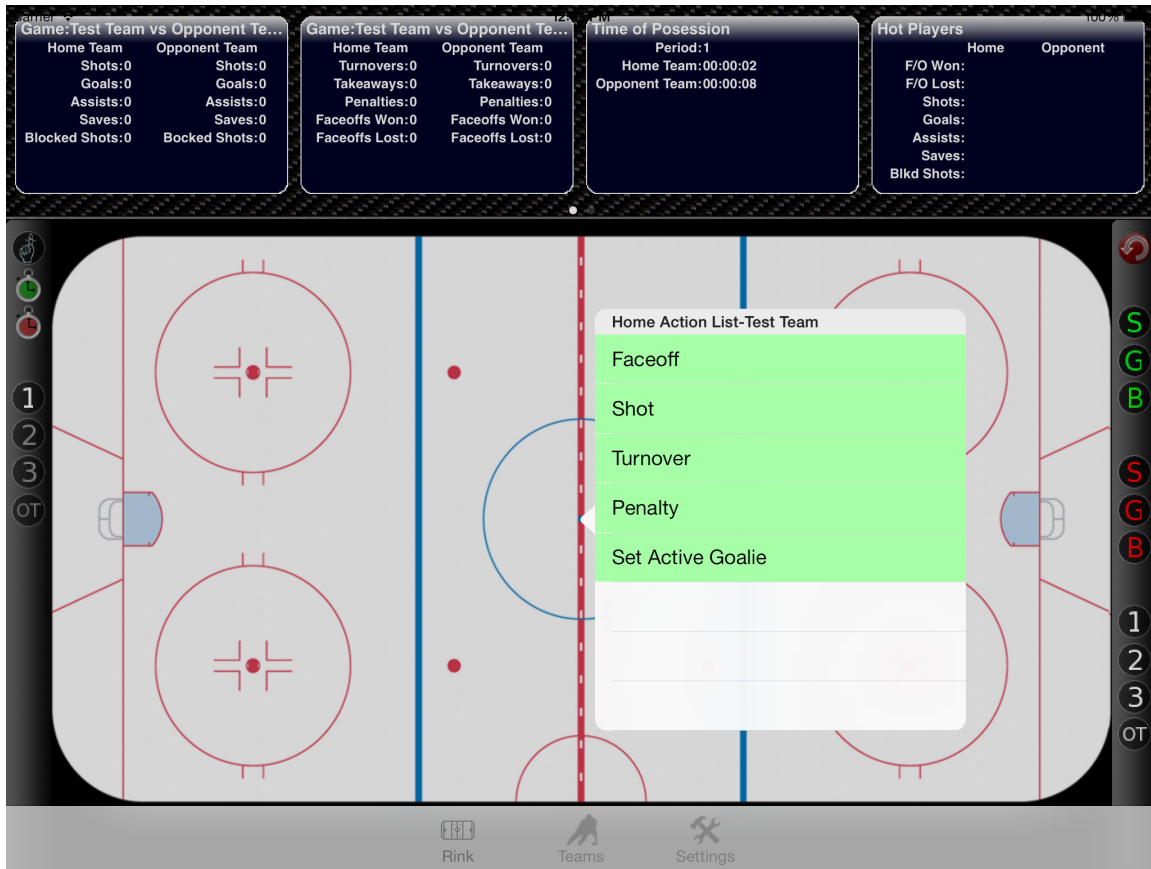 Game:Test Team vs Opponent Te...
Home Team Opponent Team
Shots:0 Shots:0
Goals:0 Goals:0
Assists:0 Assists:0
Saves:0 Saves:0
Blocked Shots:0 Bocked Shots:0
Game:Test Team vs Opponent Te...
Home Team Opponent Team
Turnovers:0 Turnovers:0
Takeaways:0 Takeaways:0
Penalties:0 Penalties:0
Faceoffs Won:0 Faceoffs Won:0
Faceoffs Lost:0 Faceoffs Lost:0
Time of Posession
Period:1
Home Team:00:00:02
Opponent Team:00:00:08
100%
Hot Players
Home Opponent
F/O Won:
F/O Lost:
Shots:
Goals:
Assists:
Saves:
Blkd Shots:
1
2
3
OT
Home Action List-Test Team
Faceoff
Shot
Turnover
Penalty
Set Active Goalie
S
G
B
S
G
B
1
2
3
OT
Rink Teams Settings